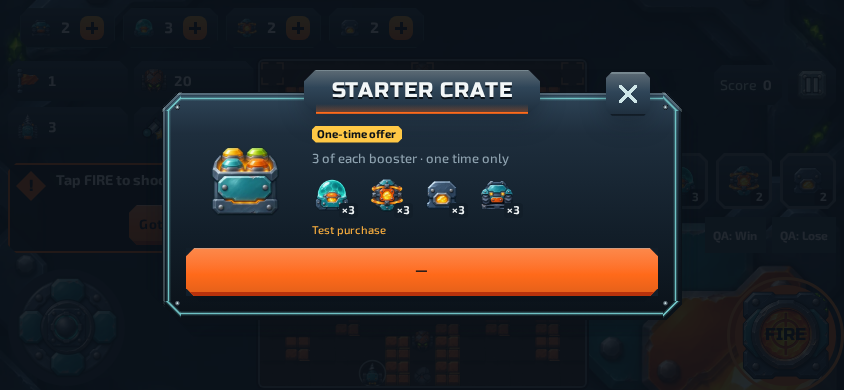 2 + 3 + 2 + 2 +
STARTER CRATE
1 20
Score 0
3
One-time offer
3 of each booster · one time only
Tap FIRE to shoo
×3 ×3 ×3 ×3
3 2 2
Got
Test purchase
QA: Win QA: Lose
—
FIRE